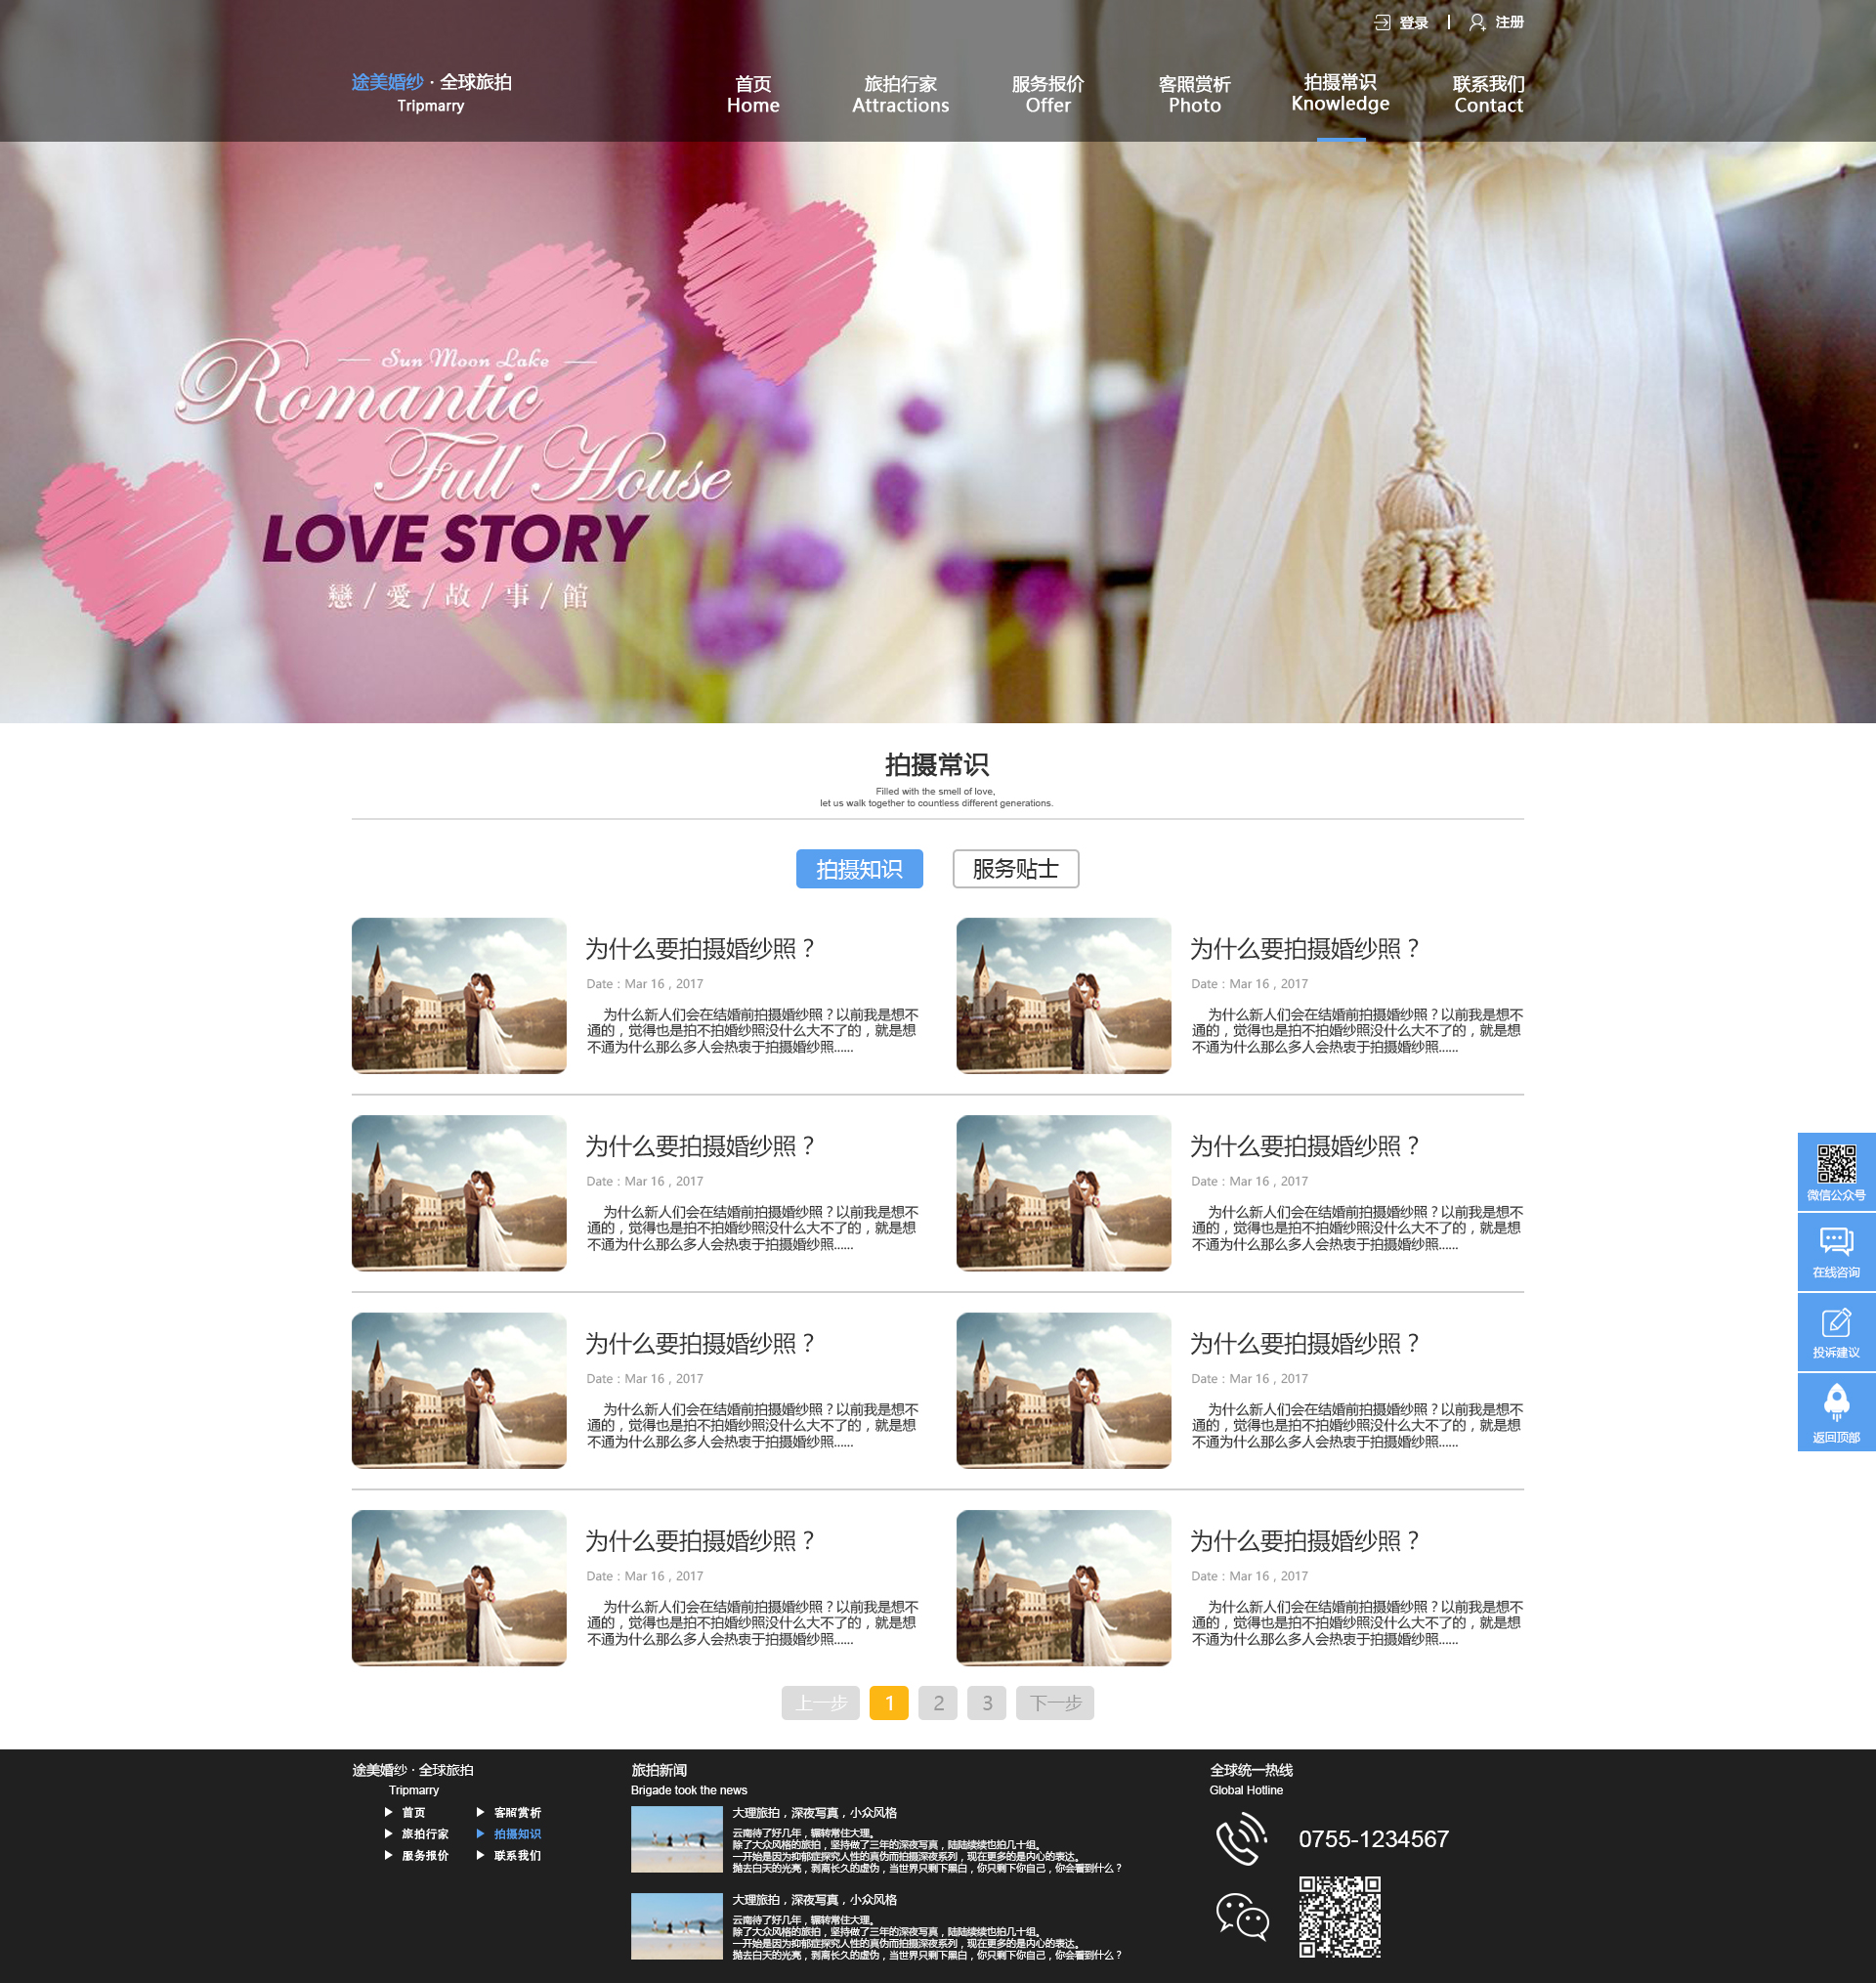 登录 | 注册
途美婚纱 · 全球旅拍
Tripmarry
首页 旅拍行家 服务报价 客照赏析 拍摄常识 联系我们
Home Attractions Offer Photo Knowledge Contact
Sun Moon Lake
Romantic
Full House
LOVE STORY
戀/愛/故/事/館
拍摄常识
Filled with the smell of love,
let us walk together to countless different generations.
拍摄知识 服务贴士
为什么要拍摄婚纱照？
Date：Mar 16，2017
为什么新人们会在结婚前拍摄婚纱照？以前我是想不
通的，觉得也是拍不拍婚纱照没什么大不了的，就是想
不通为什么那么多人会热衷于拍摄婚纱照......
为什么要拍摄婚纱照？
Date：Mar 16，2017
为什么新人们会在结婚前拍摄婚纱照？以前我是想不
通的，觉得也是拍不拍婚纱照没什么大不了的，就是想
不通为什么那么多人会热衷于拍摄婚纱照......
为什么要拍摄婚纱照？
Date：Mar 16，2017
为什么新人们会在结婚前拍摄婚纱照？以前我是想不
通的，觉得也是拍不拍婚纱照没什么大不了的，就是想
不通为什么那么多人会热衷于拍摄婚纱照......
为什么要拍摄婚纱照？
Date：Mar 16，2017
为什么新人们会在结婚前拍摄婚纱照？以前我是想不
通的，觉得也是拍不拍婚纱照没什么大不了的，就是想
不通为什么那么多人会热衷于拍摄婚纱照......
为什么要拍摄婚纱照？
Date：Mar 16，2017
为什么新人们会在结婚前拍摄婚纱照？以前我是想不
通的，觉得也是拍不拍婚纱照没什么大不了的，就是想
不通为什么那么多人会热衷于拍摄婚纱照......
为什么要拍摄婚纱照？
Date：Mar 16，2017
为什么新人们会在结婚前拍摄婚纱照？以前我是想不
通的，觉得也是拍不拍婚纱照没什么大不了的，就是想
不通为什么那么多人会热衷于拍摄婚纱照......
为什么要拍摄婚纱照？
Date：Mar 16，2017
为什么新人们会在结婚前拍摄婚纱照？以前我是想不
通的，觉得也是拍不拍婚纱照没什么大不了的，就是想
不通为什么那么多人会热衷于拍摄婚纱照......
为什么要拍摄婚纱照？
Date：Mar 16，2017
为什么新人们会在结婚前拍摄婚纱照？以前我是想不
通的，觉得也是拍不拍婚纱照没什么大不了的，就是想
不通为什么那么多人会热衷于拍摄婚纱照......
微信公众号
在线咨询
投诉建议
返回顶部
上一步 1 2 3 下一步
途美婚纱 · 全球旅拍
Tripmarry
首页 客照赏析
旅拍行家 拍摄知识
服务报价 联系我们
旅拍新闻
Brigade took the news
大理旅拍，深夜写真，小众风格
云南待了好几年，辗转常住大理。
除了大众风格的旅拍，坚持做了三年的深夜写真，陆陆续续也拍几十组。
一开始是因为抑郁症探究人性的真伪而拍摄深夜系列，现在更多的是内心的表达。
抛去白天的光亮，剥离长久的虚伪，当世界只剩下黑白，你只剩下你自己，你会看到什么？
大理旅拍，深夜写真，小众风格
云南待了好几年，辗转常住大理。
除了大众风格的旅拍，坚持做了三年的深夜写真，陆陆续续也拍几十组。
一开始是因为抑郁症探究人性的真伪而拍摄深夜系列，现在更多的是内心的表达。
抛去白天的光亮，剥离长久的虚伪，当世界只剩下黑白，你只剩下你自己，你会看到什么？
全球统一热线
Global Hotline
0755-1234567